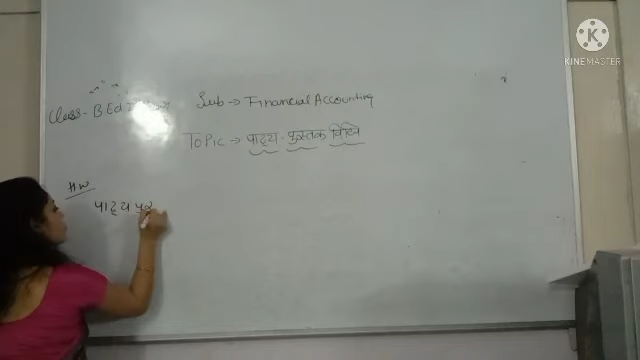 Class- B.Ed
Sub → Financial Accounting
Topic → पाठ्य - पुस्तक विधि
HW
पाठ्य पु
KINEMASTER